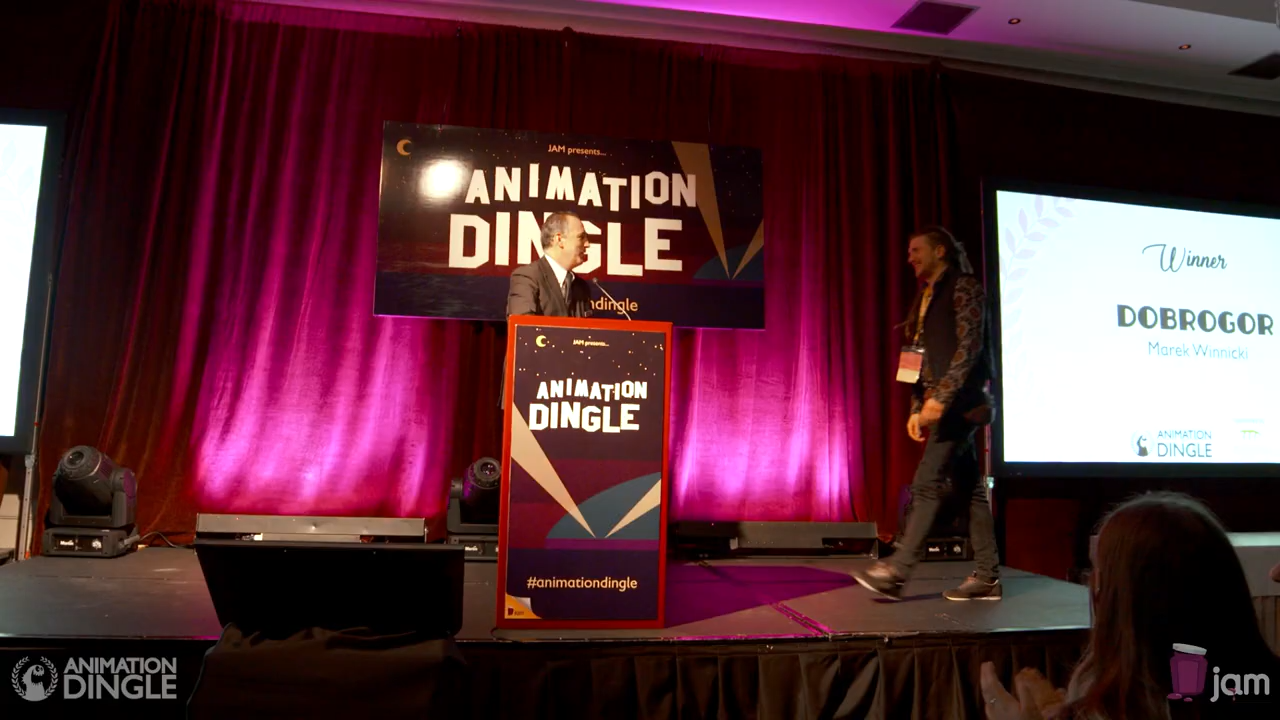 JAM presents...
ANIMATION
DINGLE
ndingle
JAM presents...
ANIMATION
DINGLE
#animationdingle
Winner
DOBROGOR
Marek Winnicki
ANIMATION
DINGLE
ANIMATION
DINGLE
jam